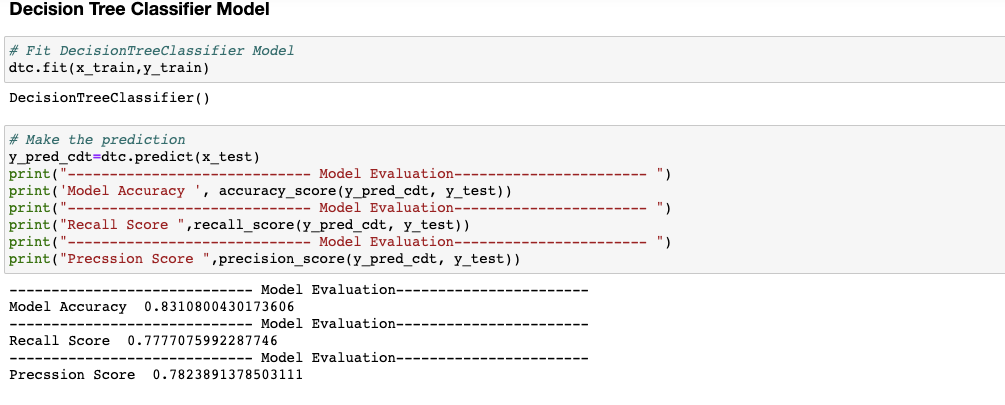 Decision Tree Classifier Model
# Fit DecisionTreeClassifier Model
dtc.fit(x_train,y_train)
DecisionTreeClassifier()
# Make the prediction
y_pred_cdt=dtc.predict(x_test)
print("----------------------------- Model Evaluation----------------------- ")
print('Model Accuracy ', accuracy_score(y_pred_cdt, y_test))
print("----------------------------- Model Evaluation----------------------- ")
print("Recall Score ",recall_score(y_pred_cdt, y_test))
print("----------------------------- Model Evaluation----------------------- ")
print("Precssion Score ",precision_score(y_pred_cdt, y_test))
----------------------------- Model Evaluation-----------------------
Model Accuracy  0.8310800430173606
----------------------------- Model Evaluation-----------------------
Recall Score  0.7777075992287746
----------------------------- Model Evaluation-----------------------
Precssion Score  0.7823891378503111